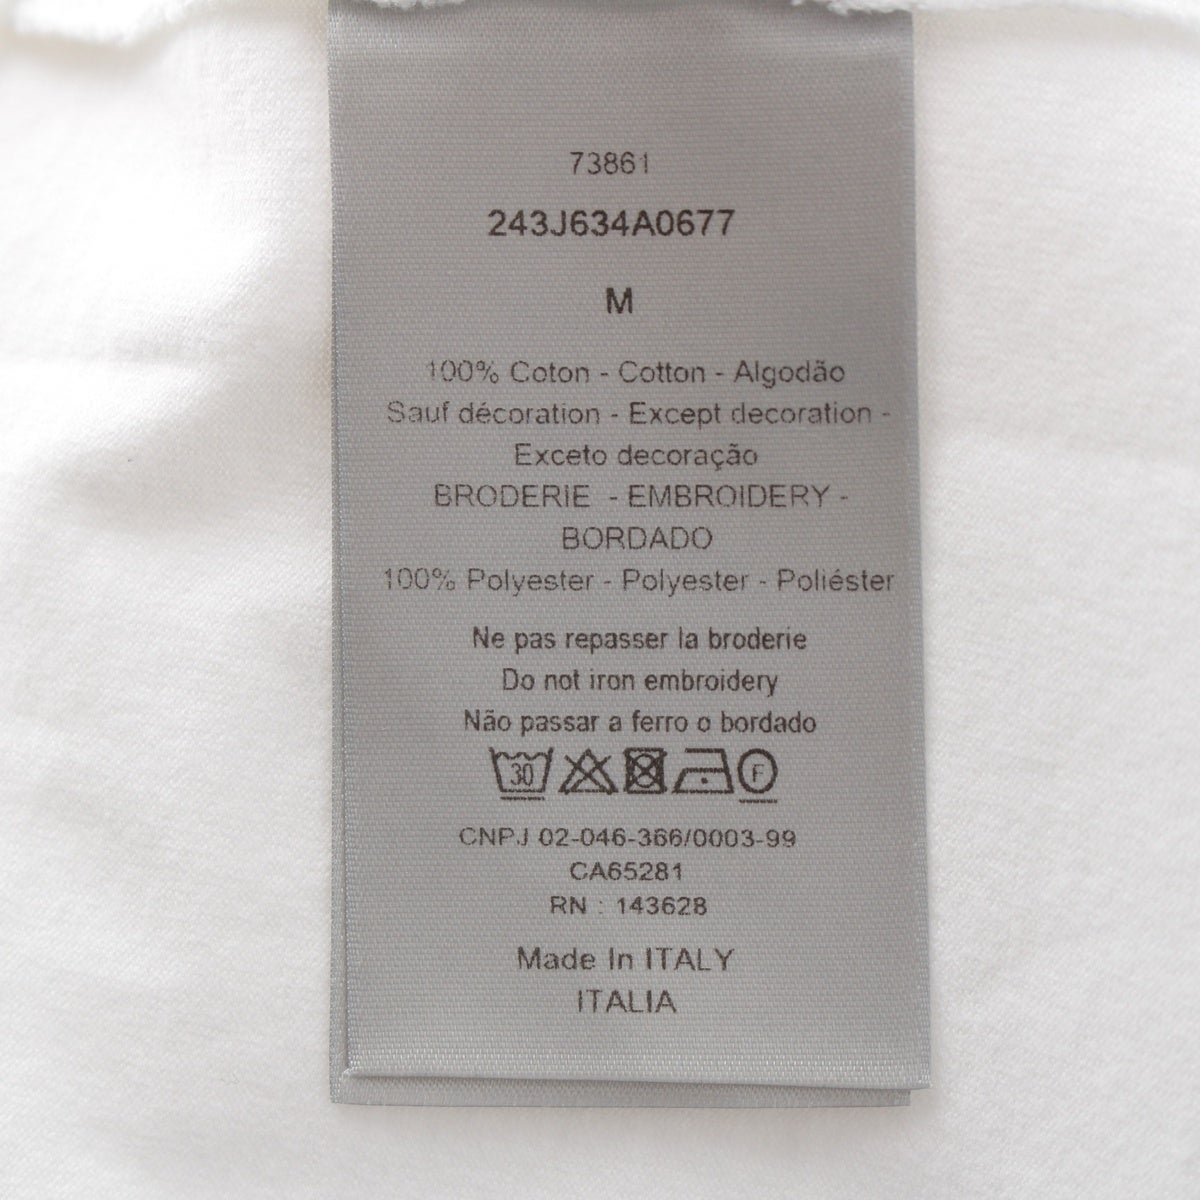 73861
243J634A0677
M
100% Coton - Cotton - Algodão
Sauf décoration - Except decoration -
Exceto decoração
BRODERIE - EMBROIDERY -
BORDADO
100% Polyester - Polyester - Poliéster
Ne pas repasser la broderie
Do not iron embroidery
Não passar a ferro o bordado
30 F
CNPJ 02-046-366/0003-99
CA65281
RN : 143628
Made In ITALY
ITALIA